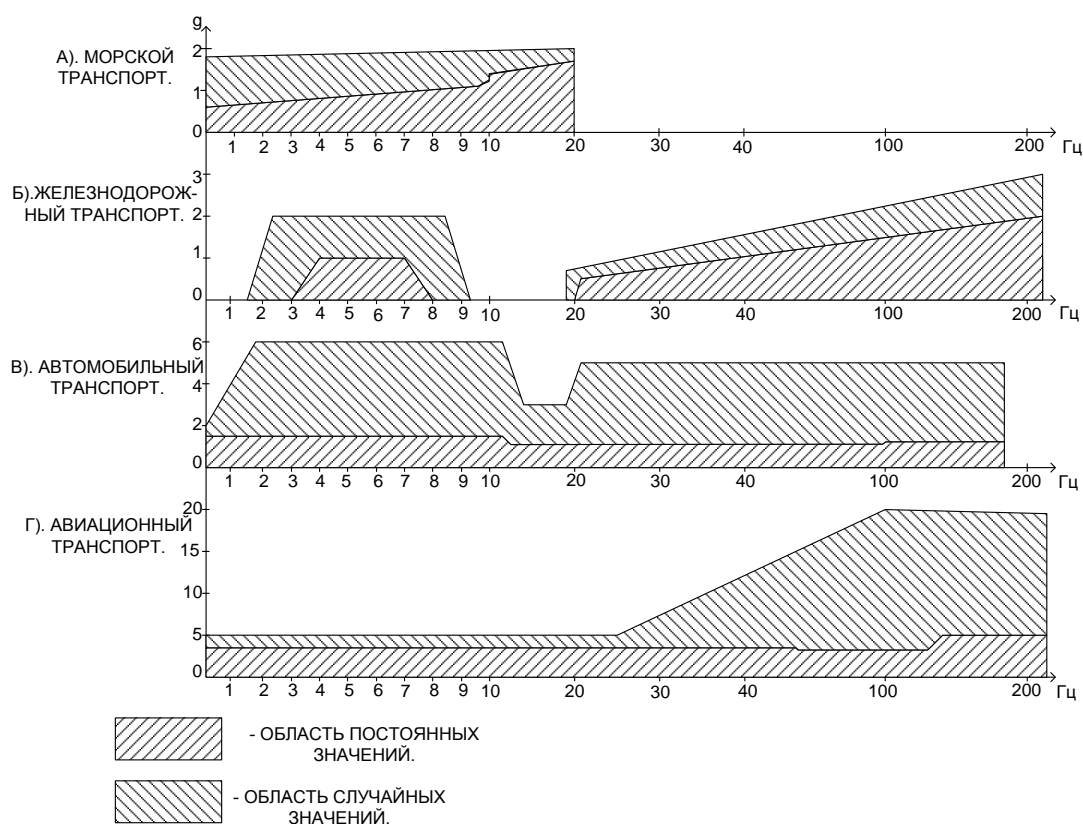 g
А). МОРСКОЙ
ТРАНСПОРТ.
2
1
0
1 2 3 4 5 6 7 8 9 10 20 30 40 100 200 Гц
Б).ЖЕЛЕЗНОДОРОЖ-
НЫЙ ТРАНСПОРТ.
3
2
1
0
1 2 3 4 5 6 7 8 9 10 20 30 40 100 200 Гц
В). АВТОМОБИЛЬНЫЙ
ТРАНСПОРТ.
6
4
2
0
1 2 3 4 5 6 7 8 9 10 20 30 40 100 200 Гц
Г). АВИАЦИОННЫЙ
ТРАНСПОРТ.
20
15
10
5
0
1 2 3 4 5 6 7 8 9 10 20 30 40 100 200 Гц
- ОБЛАСТЬ ПОСТОЯННЫХ
ЗНАЧЕНИЙ.
- ОБЛАСТЬ СЛУЧАЙНЫХ
ЗНАЧЕНИЙ.